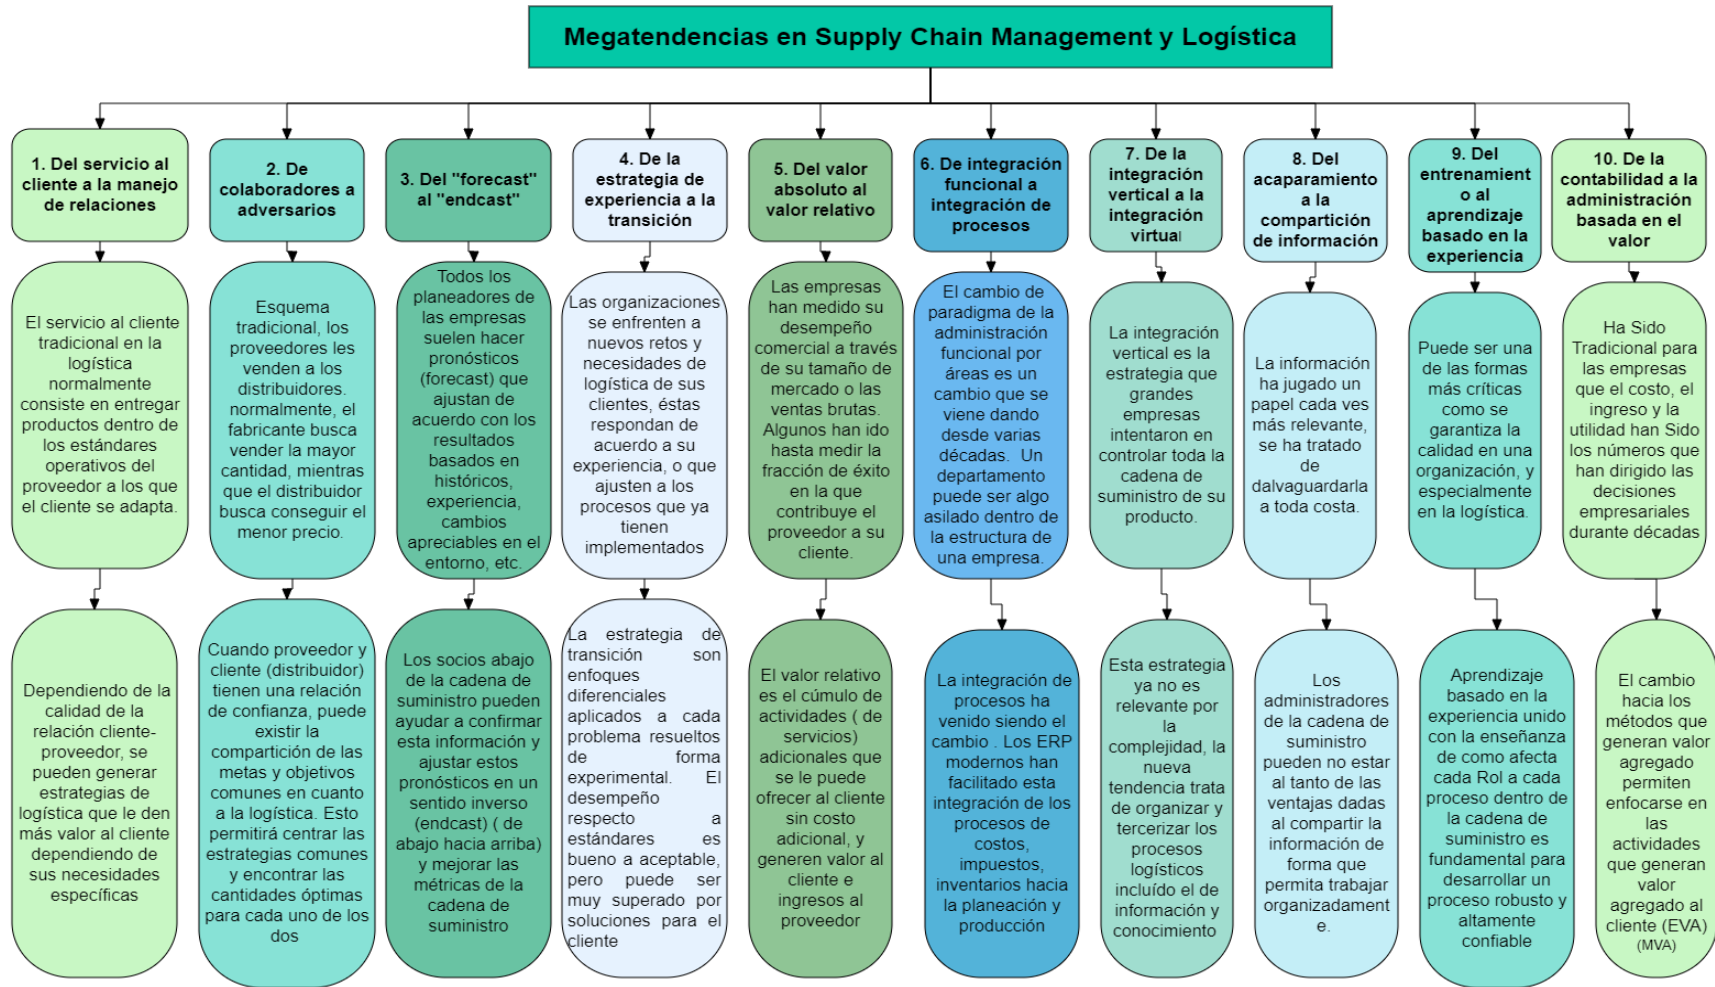 Megatendencias en Supply Chain Management y Logística
1. Del servicio al
cliente a la manejo
de relaciones
2. De
colaboradores a
adversarios
3. Del "forecast"
al "endcast"
4. De la
estrategia de
experiencia a la
transición
5. Del valor
absoluto al
valor relativo
6. De integración
funcional a
integración de
procesos
7. De la
integración
vertical a la
integración
virtual
8. Del
acaparamiento
a la
compartición
de información
9. Del
entrenamient
o al
aprendizaje
basado en la
experiencia
10. De la
contabilidad a la
administración
basada en el
valor
El servicio al cliente
tradicional en la
logística
normalmente
consiste en entregar
productos dentro de
los estándares
operativos del
proveedor a los que
el cliente se adapta.
Esquema
tradicional, los
proveedores les
venden a los
distribuidores.
normalmente, el
fabricante busca
vender la mayor
cantidad, mientras
que el distribuidor
busca conseguir el
menor precio.
Todos los
planeadores de
las empresas
suelen hacer
pronósticos
(forecast) que
ajustan de
acuerdo con los
resultados
basados en
históricos,
experiencia,
cambios
apreciables en el
entorno, etc.
Las organizaciones
se enfrenten a
nuevos retos y
necesidades de
logística de sus
clientes, éstas
respondan de
acuerdo a su
experiencia, o que
ajusten a los
procesos que ya
tienen
implementados
Las empresas
han medido su
desempeño
comercial a través
de su tamaño de
mercado o las
ventas brutas.
Algunos han ido
hasta medir la
fracción de éxito
en la que
contribuye el
proveedor a su
cliente.
El cambio de
paradigma de la
administración
funcional por
áreas es un
cambio que se
viene dando
desde varias
décadas. Un
departamento
puede ser algo
asilado dentro de
la estructura de
una empresa.
La integración
vertical es la
estrategia que
grandes
empresas
intentaron en
controlar toda la
cadena de
suministro de su
producto.
La información
ha jugado un
papel cada ves
más relevante,
se ha tratado
de
dalvaguardarla
a toda costa.
Puede ser una
de las formas
más críticas
como se
garantiza la
calidad en una
organización, y
especialmente
en la logística.
Ha Sido
Tradicional para
las empresas
que el costo, el
ingreso y la
utilidad han Sido
los números que
han dirigido las
decisiones
empresariales
durante décadas
Dependiendo de la
calidad de la
relación cliente-
proveedor, se
pueden generar
estrategias de
logística que le den
más valor al cliente
dependiendo de
sus necesidades
específicas
Cuando proveedor y
cliente (distribuidor)
tienen una relación
de confianza, puede
existir la
compartición de las
metas y objetivos
comunes en cuanto
a la logística. Esto
permitirá centrar las
estrategias comunes
y encontrar las
cantidades óptimas
para cada uno de los
dos
Los socios abajo
de la cadena de
suministro pueden
ayudar a confirmar
esta información y
ajustar estos
pronósticos en un
sentido inverso
(endcast) ( de
abajo hacia arriba)
y mejorar las
métricas de la
cadena de
suministro
La estrategia de
transición son
enfoques
diferenciales
aplicados a cada
problema resueltos
de forma
experimental. El
desempeño
respecto a
estándares es
bueno a aceptable,
pero puede ser
muy superado por
soluciones para el
cliente
El valor relativo
es el cúmulo de
actividades ( de
servicios)
adicionales que
se le puede
ofrecer al cliente
sin costo
adicional, y
generen valor al
cliente e
ingresos al
proveedor
La integración de
procesos ha
venido siendo el
cambio . Los ERP
modernos han
facilitado esta
integración de los
procesos de
costos,
impuestos,
inventarios hacia
la planeación y
producción
Esta estrategia
ya no es
relevante por
la
complejidad, la
nueva
tendencia trata
de organizar y
tercerizar los
procesos
logísticos
incluído el de
información y
conocimiento
Los
administradores
de la cadena de
suministro
pueden no estar
al tanto de las
ventajas dadas
al compartir la
información de
forma que
permita trabajar
organizadament
e.
Aprendizaje
basado en la
experiencia unido
con la enseñanza
de como afecta
cada Rol a cada
proceso dentro de
la cadena de
suministro es
fundamental para
desarrollar un
proceso robusto y
altamente
confiable
El cambio
hacia los
métodos que
generan valor
agregado
permiten
enfocarse en
las
actividades
que generan
valor
agregado al
cliente (EVA)
(MVA)